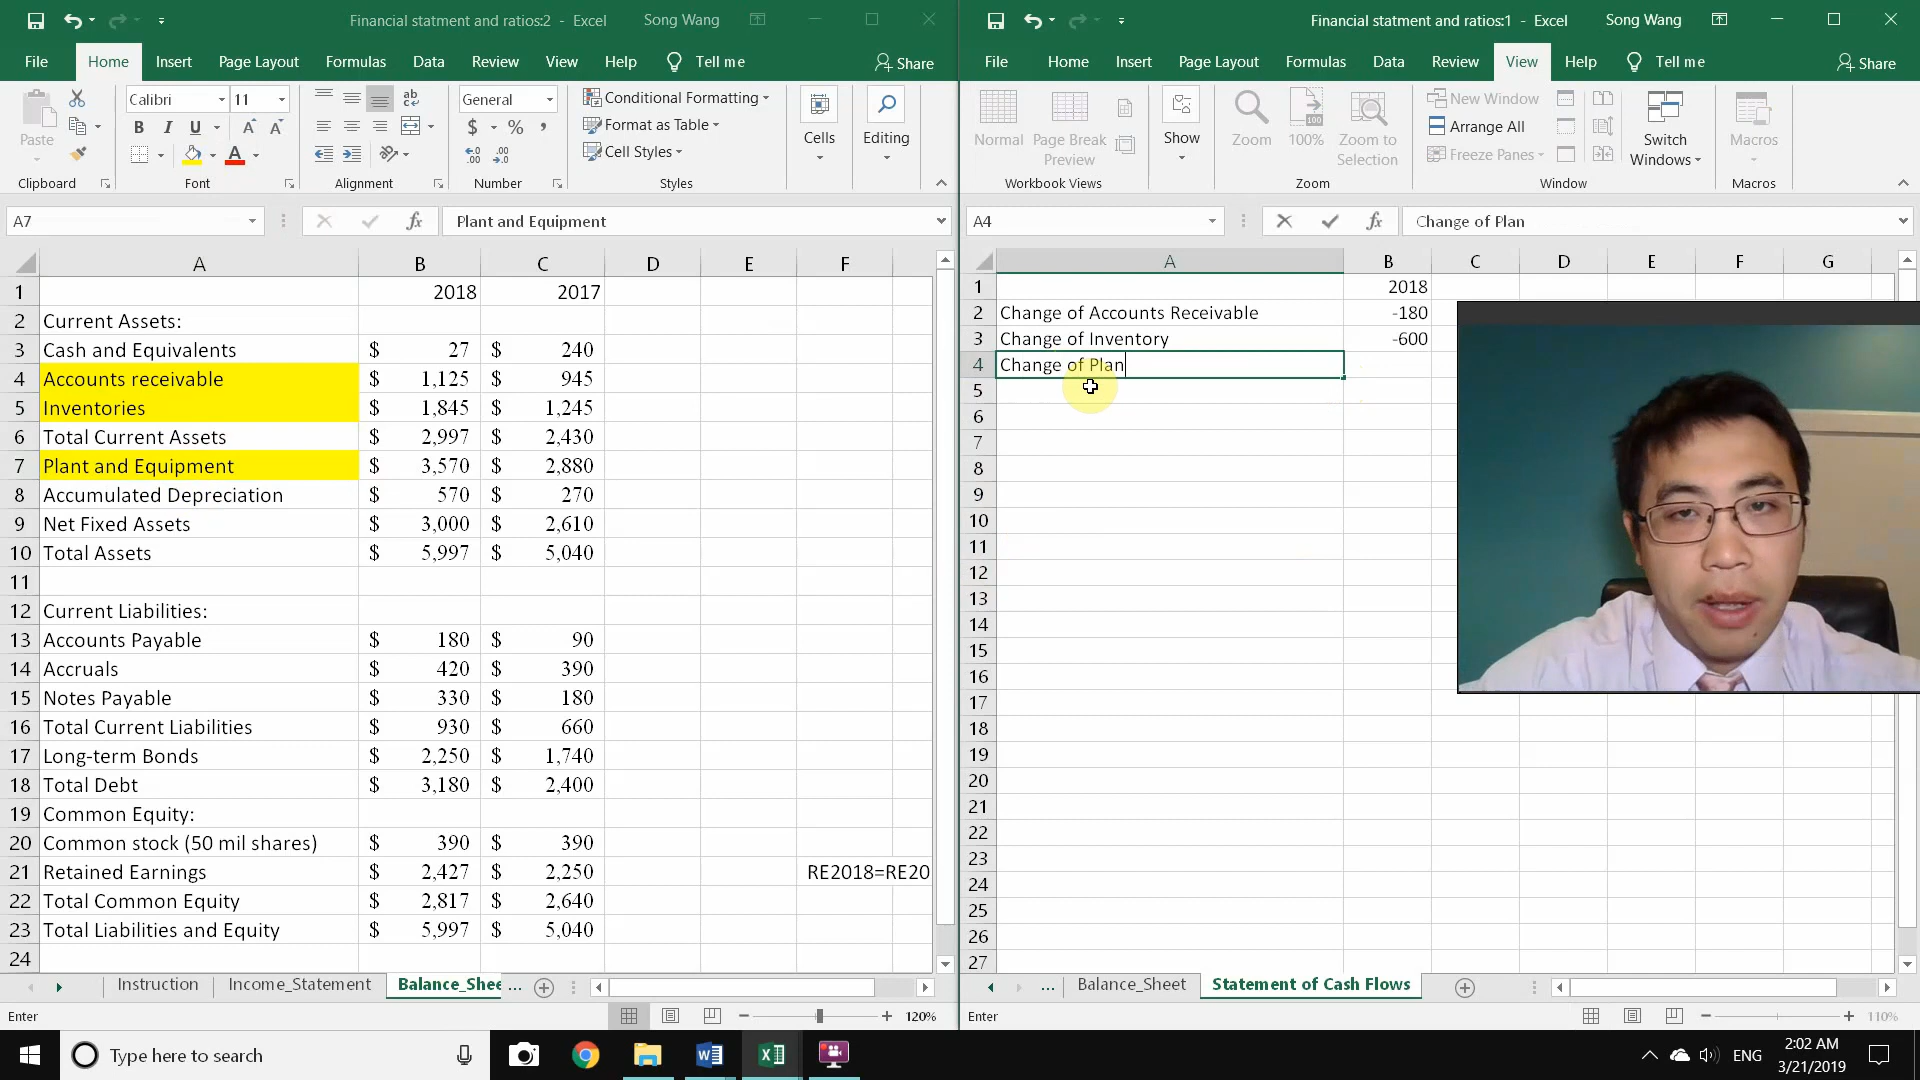 Financial statment and ratios:2 - Excel
Song Wang
File Home Insert Page Layout Formulas Data Review View Help Tell me Share
Paste
Clipboard
Calibri 11
B I U A A A
Font
ab
Alignment
General
$ % ,
Number
Conditional Formatting
Format as Table
Cell Styles
Styles
Cells
Editing
A7 fx Plant and Equipment
A B C D E F
1 2018 2017
2 Current Assets:
3 Cash and Equivalents $ 27 $ 240
4 Accounts receivable $ 1,125 $ 945
5 Inventories $ 1,845 $ 1,245
6 Total Current Assets $ 2,997 $ 2,430
7 Plant and Equipment $ 3,570 $ 2,880
8 Accumulated Depreciation $ 570 $ 270
9 Net Fixed Assets $ 3,000 $ 2,610
10 Total Assets $ 5,997 $ 5,040
11
12 Current Liabilities:
13 Accounts Payable $ 180 $ 90
14 Accruals $ 420 $ 390
15 Notes Payable $ 330 $ 180
16 Total Current Liabilities $ 930 $ 660
17 Long-term Bonds $ 2,250 $ 1,740
18 Total Debt $ 3,180 $ 2,400
19 Common Equity:
20 Common stock (50 mil shares) $ 390 $ 390
21 Retained Earnings $ 2,427 $ 2,250 RE2018=RE20
22 Total Common Equity $ 2,817 $ 2,640
23 Total Liabilities and Equity $ 5,997 $ 5,040
24
Instruction Income_Statement Balance_Shee ...
Enter 120%
Financial statment and ratios:1 - Excel
Song Wang
File Home Insert Page Layout Formulas Data Review View Help Tell me Share
Normal
Page Break Preview
Workbook Views
Show
Zoom
100%
Zoom to Selection
Zoom
New Window
Arrange All
Freeze Panes
Switch Windows
Window
Macros
Macros
A4 fx Change of Plan
A B C D E F G
1 2018
2 Change of Accounts Receivable -180
3 Change of Inventory -600
4 Change of Plan
5
6
7
8
9
10
11
12
13
14
15
16
17
18
19
20
21
22
23
24
25
26
27
... Balance_Sheet Statement of Cash Flows
Enter 110%
Type here to search
ENG
2:02 AM
3/21/2019